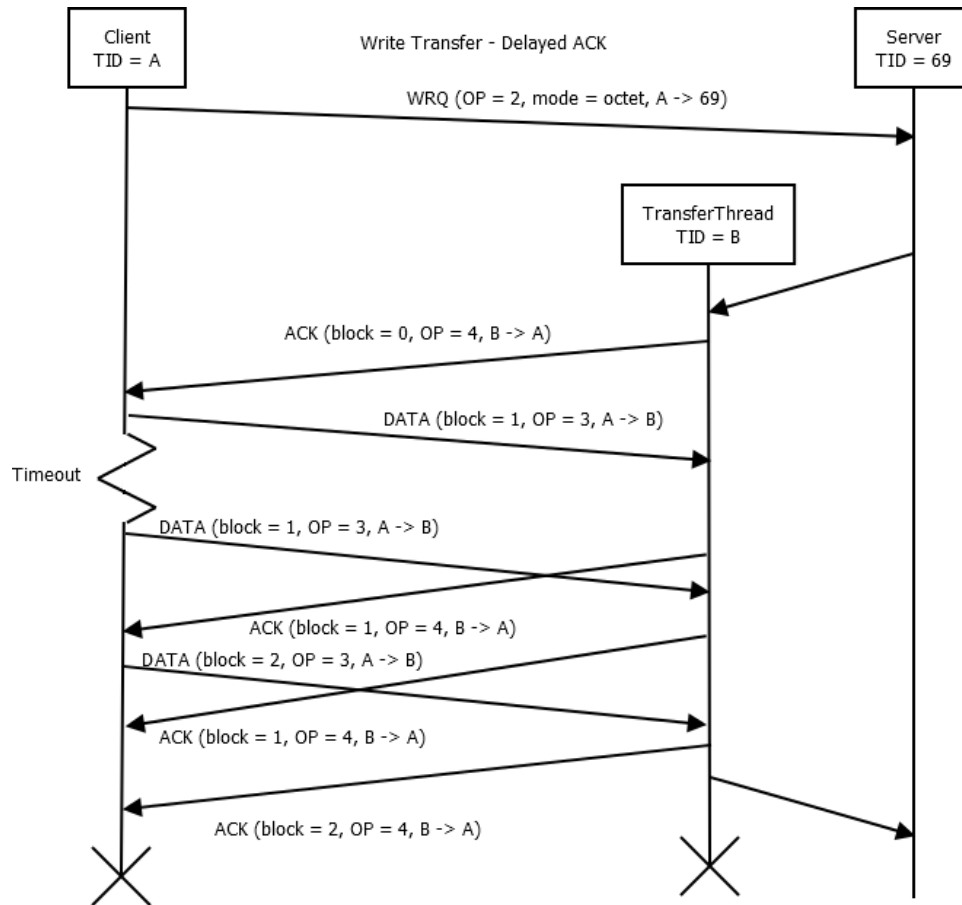 Client
TID = A
Write Transfer - Delayed ACK
Server
TID = 69
WRQ (OP = 2, mode = octet, A -> 69)
TransferThread
TID = B
ACK (block = 0, OP = 4, B -> A)
DATA (block = 1, OP = 3, A -> B)
Timeout
DATA (block = 1, OP = 3, A -> B)
ACK (block = 1, OP = 4, B -> A)
DATA (block = 2, OP = 3, A -> B)
ACK (block = 1, OP = 4, B -> A)
ACK (block = 2, OP = 4, B -> A)